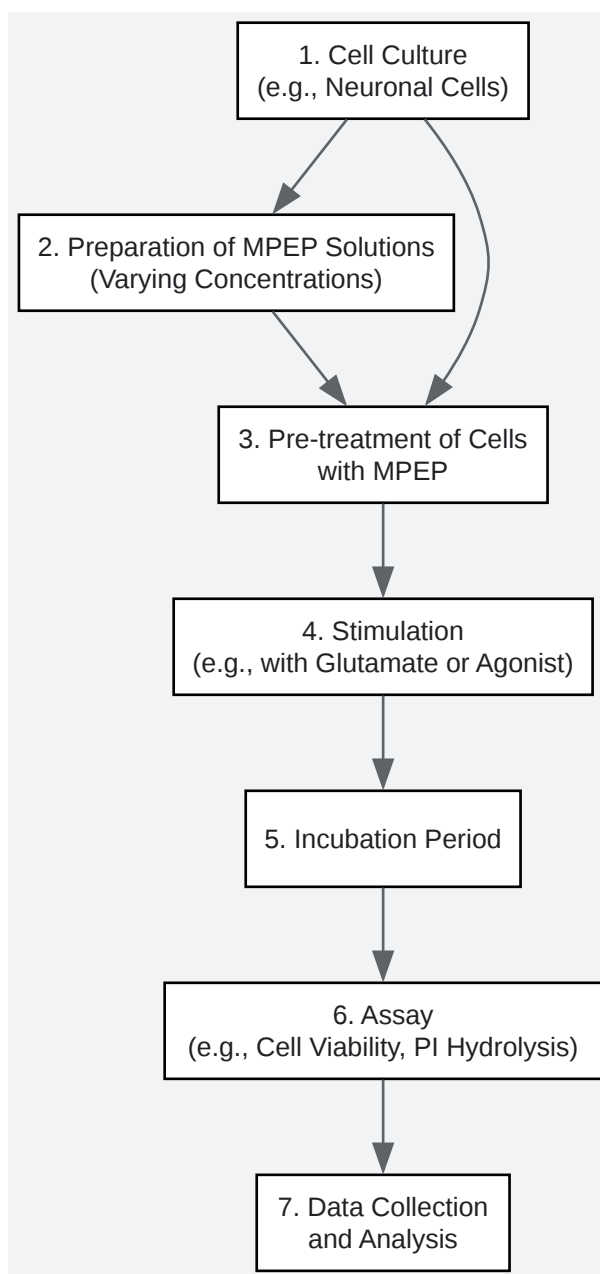 1. Cell Culture
(e.g., Neuronal Cells)
2. Preparation of MPEP Solutions
(Varying Concentrations)
3. Pre-treatment of Cells
with MPEP
4. Stimulation
(e.g., with Glutamate or Agonist)
5. Incubation Period
6. Assay
(e.g., Cell Viability, PI Hydrolysis)
7. Data Collection
and Analysis